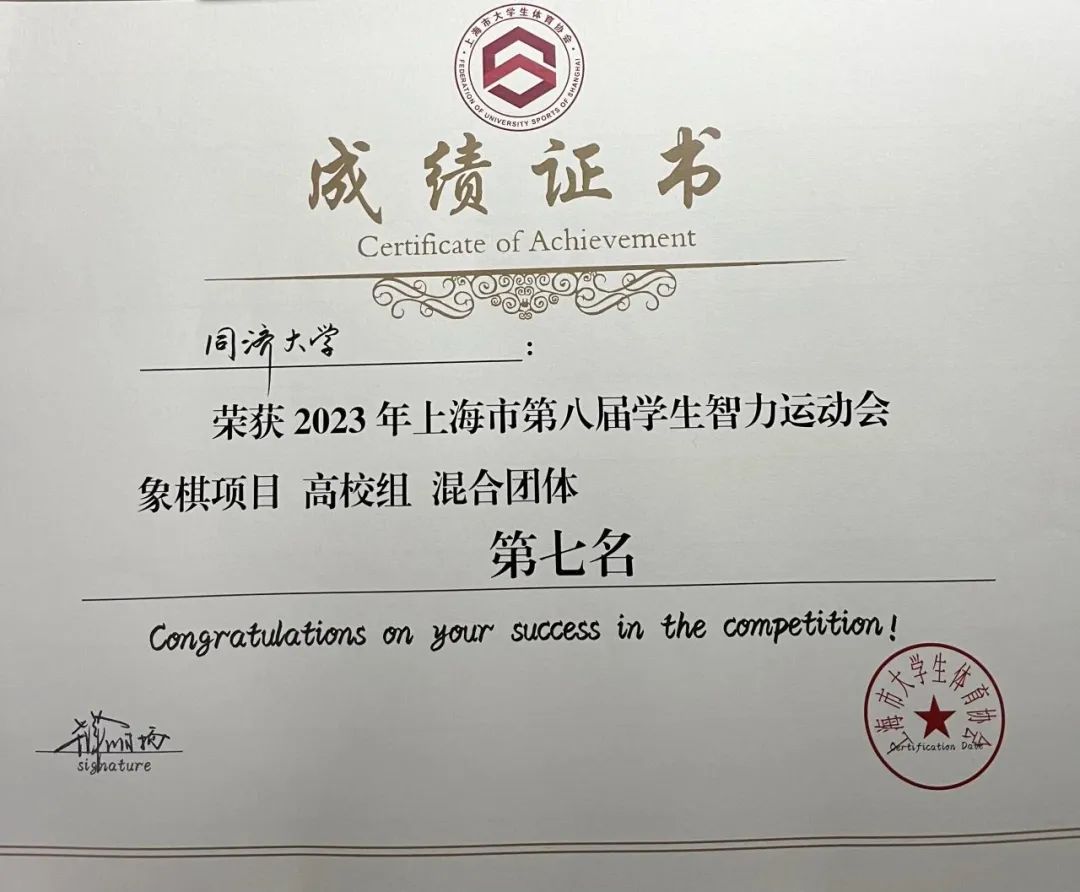 ·上海市大学生体育协会·
FEDERATION OF UNIVERSITY SPORTS OF SHANGHAI
成绩证书
Certificate of Achievement
同济大学:
荣获 2023 年上海市第八届学生智力运动会
象棋项目 高校组 混合团体
第七名
Congratulations on your success in the competition!
signature
上海市大学生体育协会
Certification Date